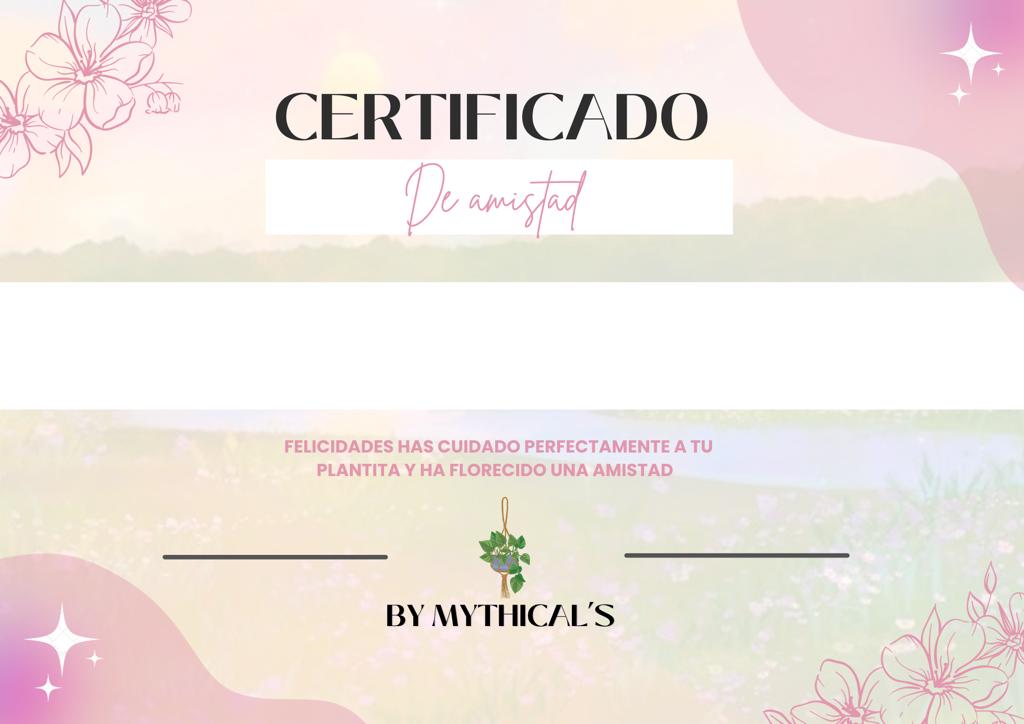 CERTIFICADO
De amistad
FELICIDADES HAS CUIDADO PERFECTAMENTE A TU
PLANTITA Y HA FLORECIDO UNA AMISTAD
BY MYTHICAL'S